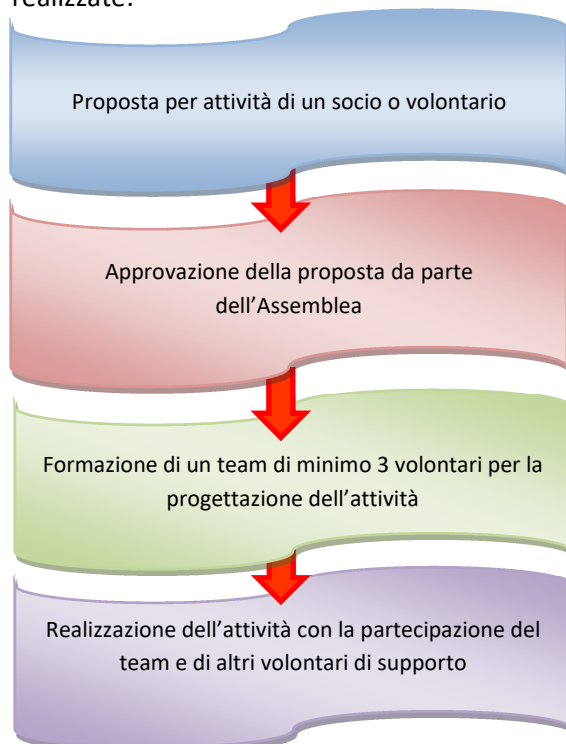 realizzate:
Proposta per attività di un socio o volontario
Approvazione della proposta da parte
dell’Assemblea
Formazione di un team di minimo 3 volontari per la
progettazione dell’attività
Realizzazione dell’attività con la partecipazione del
team e di altri volontari di supporto